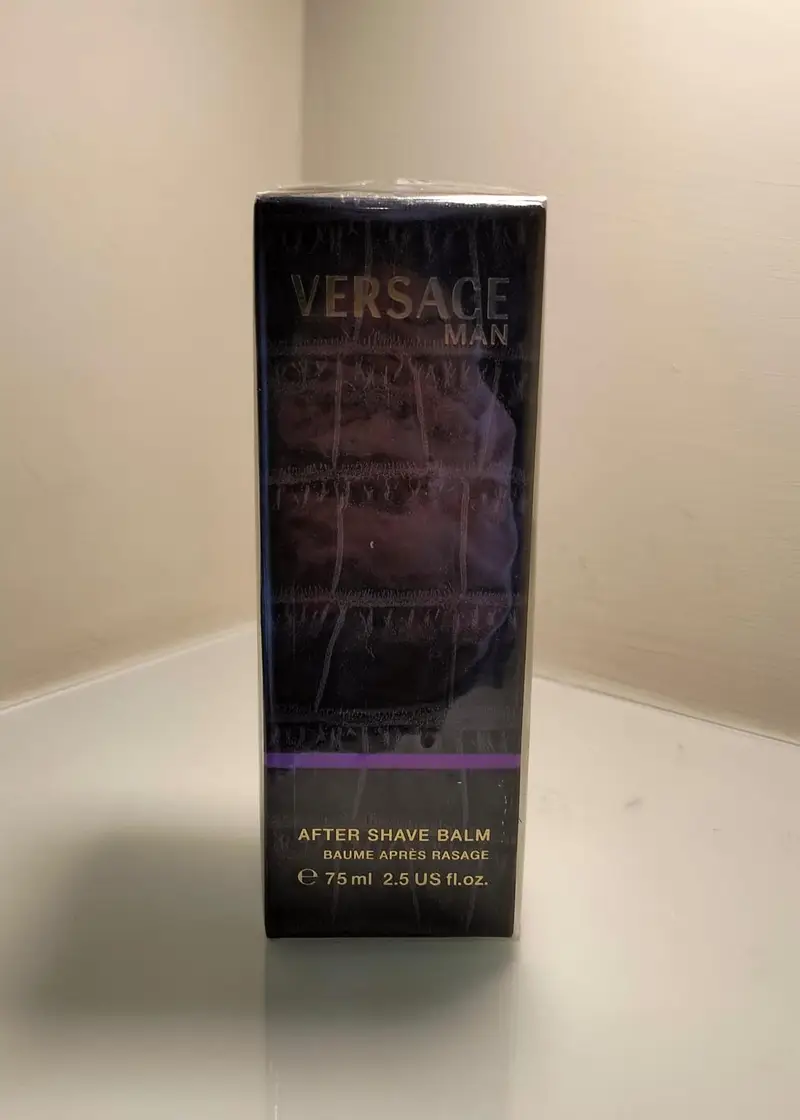 VERSACE
MAN
AFTER SHAVE BALM
BAUME APRÈS RASAGE
℮ 75 ml 2.5 US fl.oz.